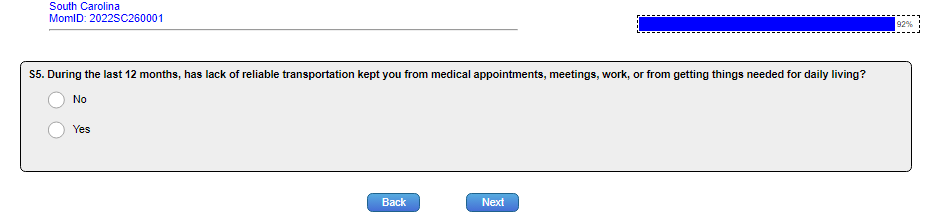 South Carolina
MomID: 2022SC260001
92%
S5. During the last 12 months, has lack of reliable transportation kept you from medical appointments, meetings, work, or from getting things needed for daily living?
No
Yes
Back Next